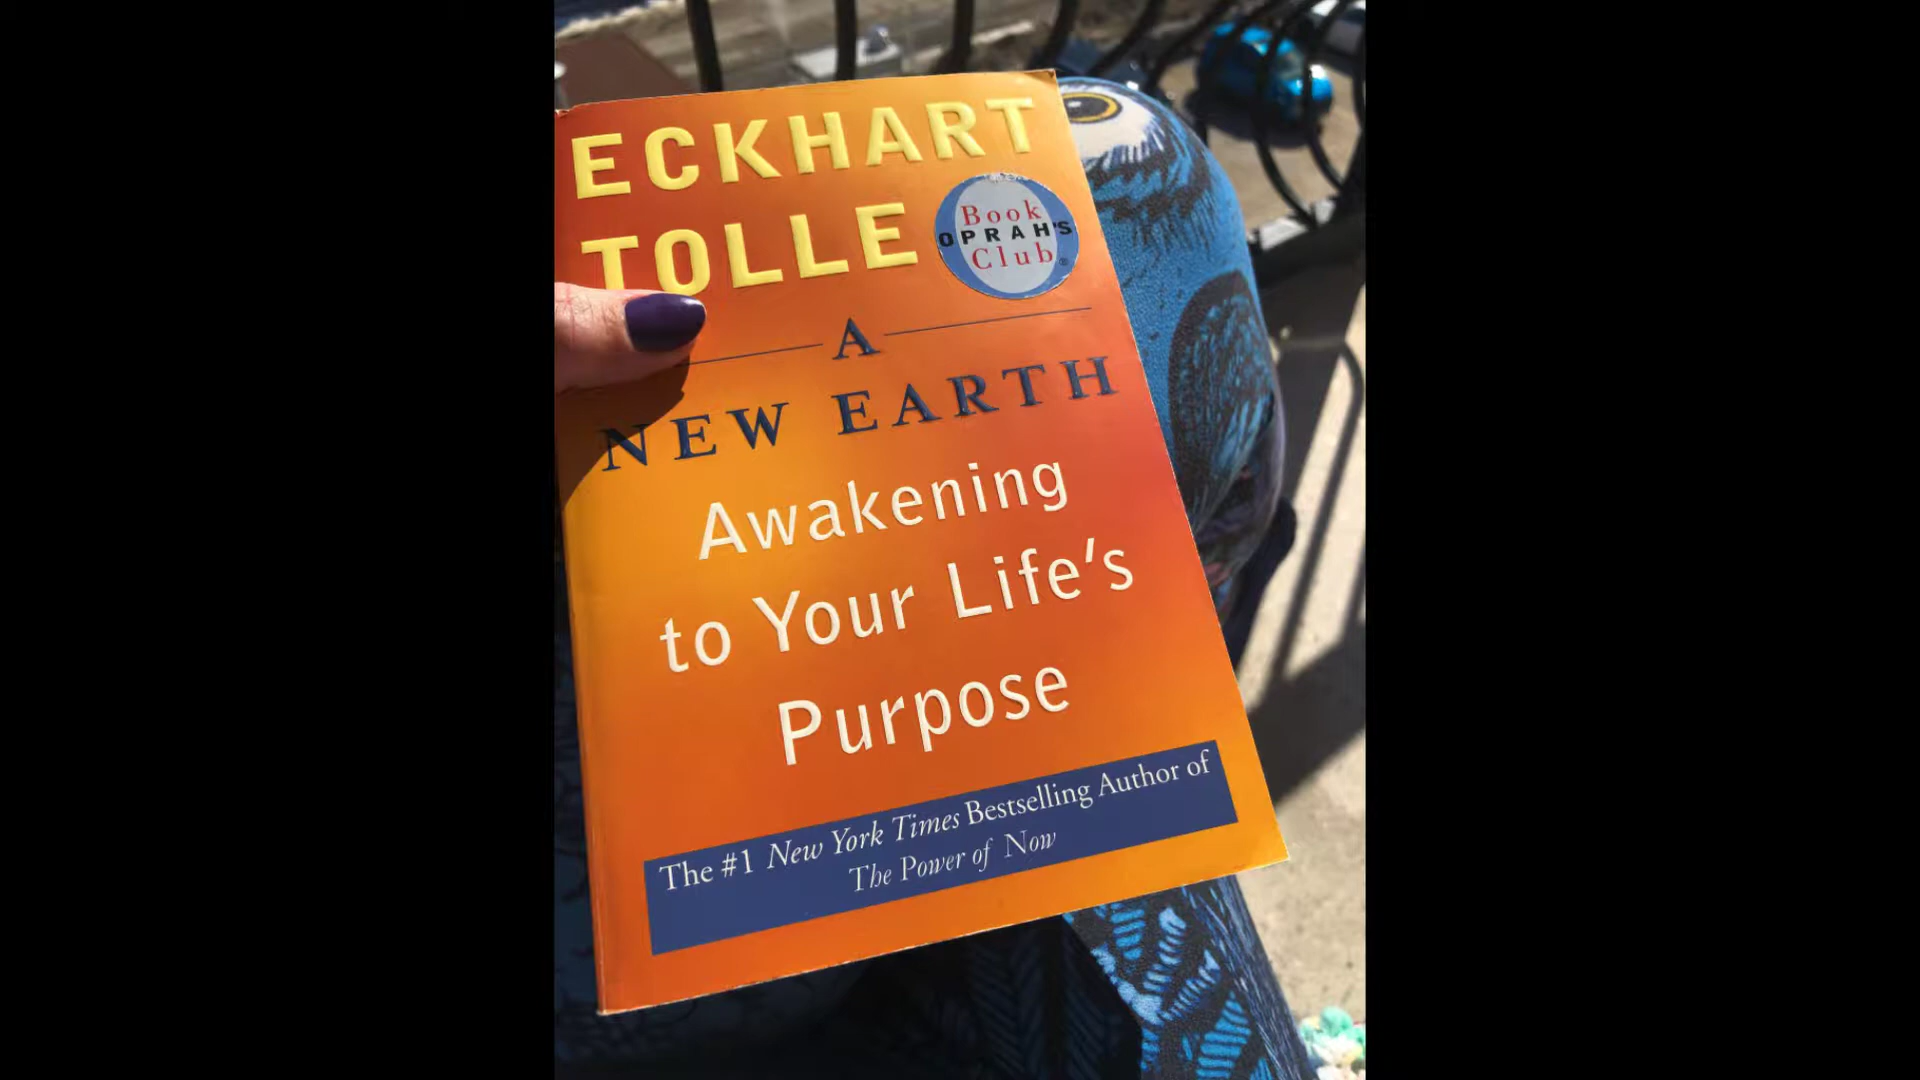 ECKHART
TOLLE
Book
OPRAH'S
Club®
A
NEW EARTH
Awakening
to Your Life's
Purpose
The #1 New York Times Bestselling Author of
The Power of Now